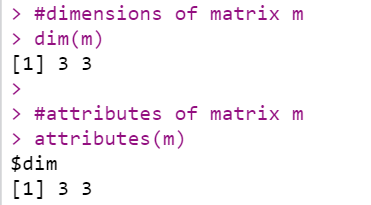 > #dimensions of matrix m
> dim(m)
[1] 3 3
>
> #attributes of matrix m
> attributes(m)
$dim
[1] 3 3